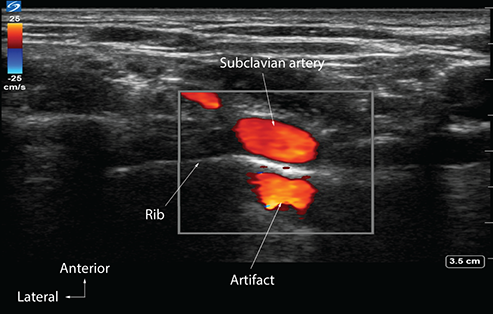 25
-25
cm/s
Subclavian artery
Rib
Artifact
3.5 cm
Anterior
Lateral